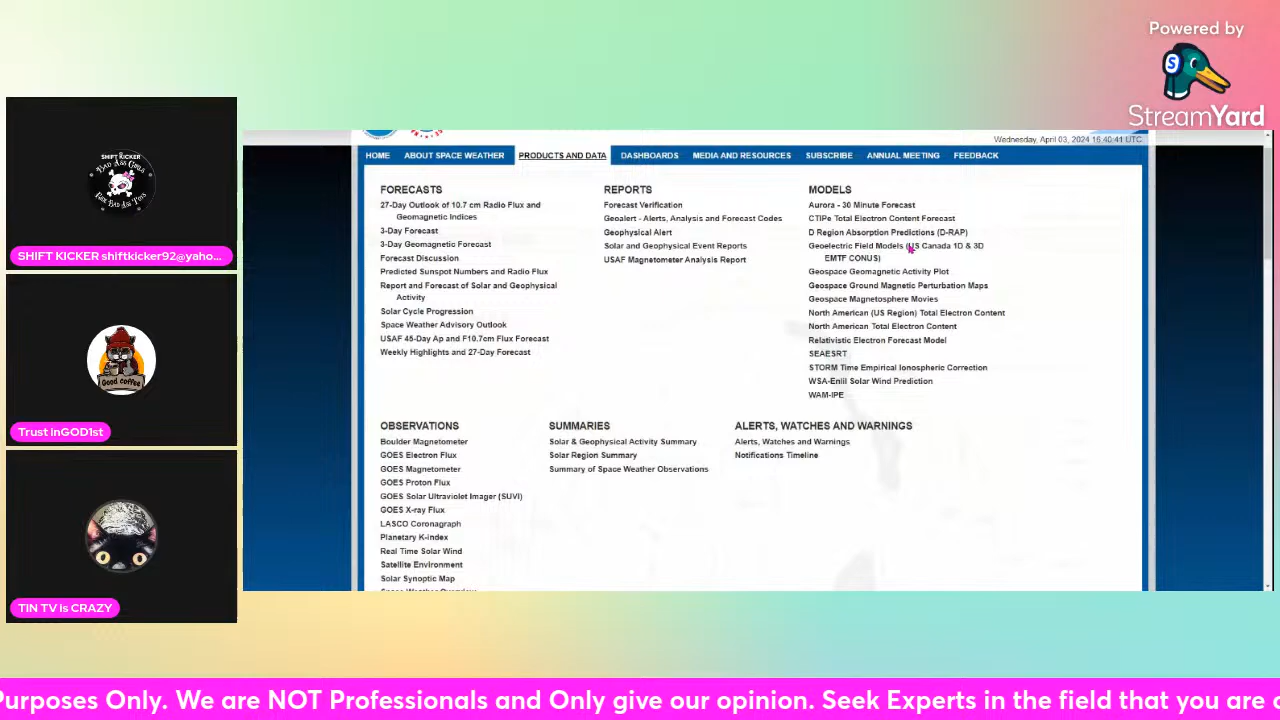 Powered by
StreamYard
Wednesday, April 03, 2024 16:40:41 UTC
HOME ABOUT SPACE WEATHER PRODUCTS AND DATA DASHBOARDS MEDIA AND RESOURCES SUBSCRIBE ANNUAL MEETING FEEDBACK
FORECASTS
27-Day Outlook of 10.7 cm Radio Flux and
Geomagnetic Indices
3-Day Forecast
3-Day Geomagnetic Forecast
Forecast Discussion
Predicted Sunspot Numbers and Radio Flux
Report and Forecast of Solar and Geophysical
Activity
Solar Cycle Progression
Space Weather Advisory Outlook
USAF 45-Day Ap and F10.7cm Flux Forecast
Weekly Highlights and 27-Day Forecast
REPORTS
Forecast Verification
Geoalert - Alerts, Analysis and Forecast Codes
Geophysical Alert
Solar and Geophysical Event Reports
USAF Magnetometer Analysis Report
MODELS
Aurora - 30 Minute Forecast
CTIPe Total Electron Content Forecast
D Region Absorption Predictions (D-RAP)
Geoelectric Field Models (US Canada 1D & 3D
EMTF CONUS)
Geospace Geomagnetic Activity Plot
Geospace Ground Magnetic Perturbation Maps
Geospace Magnetosphere Movies
North American (US Region) Total Electron Content
North American Total Electron Content
Relativistic Electron Forecast Model
SEAESRT
STORM Time Empirical Ionospheric Correction
WSA-Enlil Solar Wind Prediction
WAM-IPE
OBSERVATIONS
Boulder Magnetometer
GOES Electron Flux
GOES Magnetometer
GOES Proton Flux
GOES Solar Ultraviolet Imager (SUVI)
GOES X-ray Flux
LASCO Coronagraph
Planetary K-index
Real Time Solar Wind
Satellite Environment
Solar Synoptic Map
SUMMARIES
Solar & Geophysical Activity Summary
Solar Region Summary
Summary of Space Weather Observations
ALERTS, WATCHES AND WARNINGS
Alerts, Watches and Warnings
Notifications Timeline
SHIFT KICKER
BAD ASS GIRLS
SHIFT KICKER shiftkicker92@yaho...
Good coffee
Trust inGOD1st
TIN TV is CRAZY
Purposes Only. We are NOT Professionals and Only give our opinion. Seek Experts in the field that you are